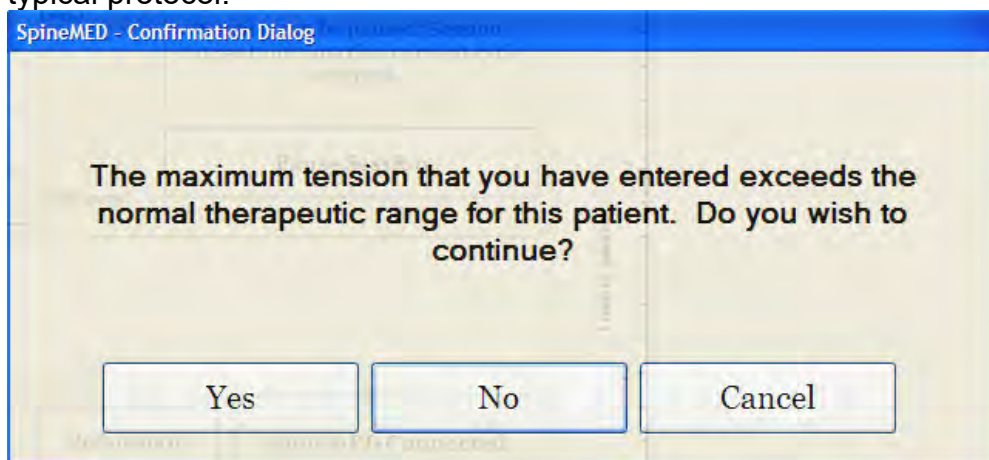 typical protocol.
SpineMED - Confirmation Dialog
The maximum tension that you have entered exceeds the
normal therapeutic range for this patient. Do you wish to
continue?
Yes No Cancel